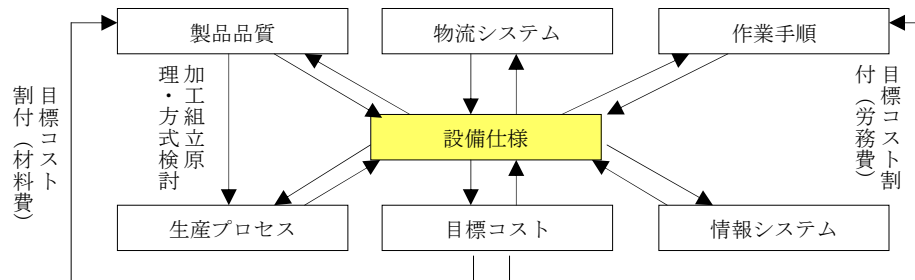 製品品質
物流システム
作業手順
目標コスト
割付（材料費）
加工組立原
理・方式検討
設備仕様
目標コスト割
付（労務費）
生産プロセス
目標コスト
情報システム